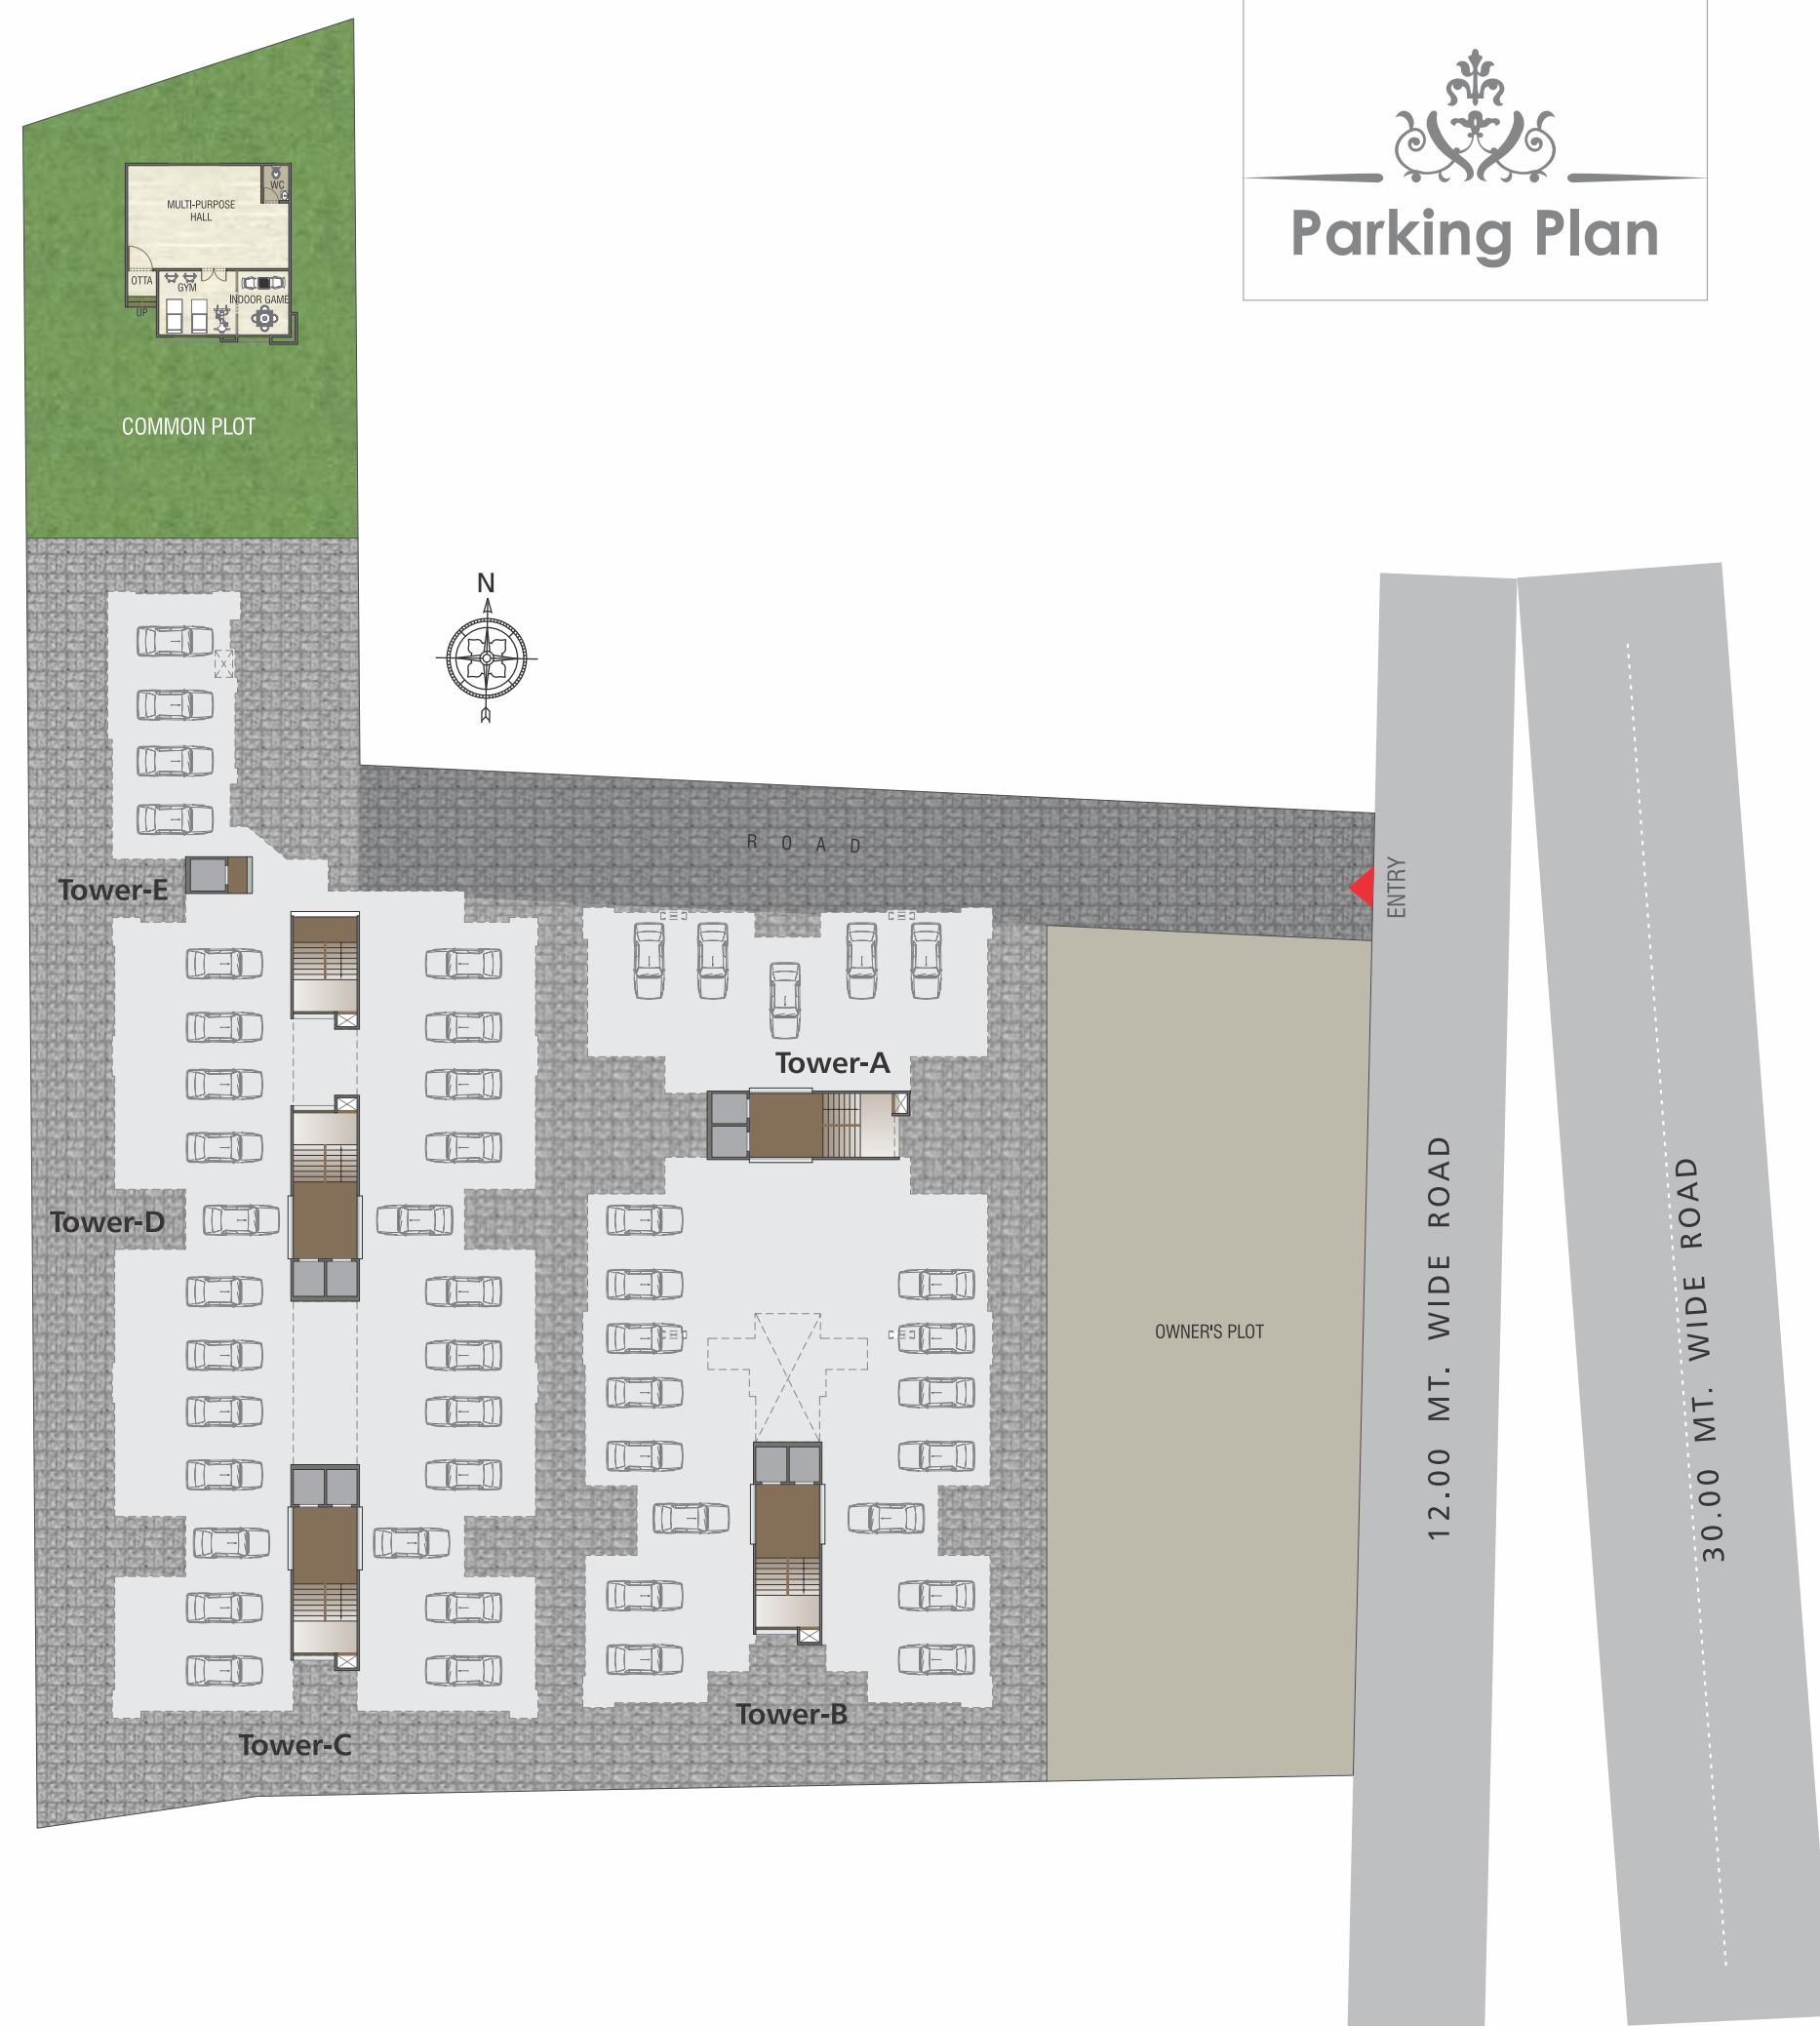 Parking Plan
WC
MULTI-PURPOSE
HALL
OTTA
GYM
INDOOR GAME
UP
COMMON PLOT
N
R O A D
ENTRY
Tower-E
Tower-A
Tower-D
OWNER'S PLOT
12.00 MT. WIDE ROAD
30.00 MT. WIDE ROAD
Tower-B
Tower-C